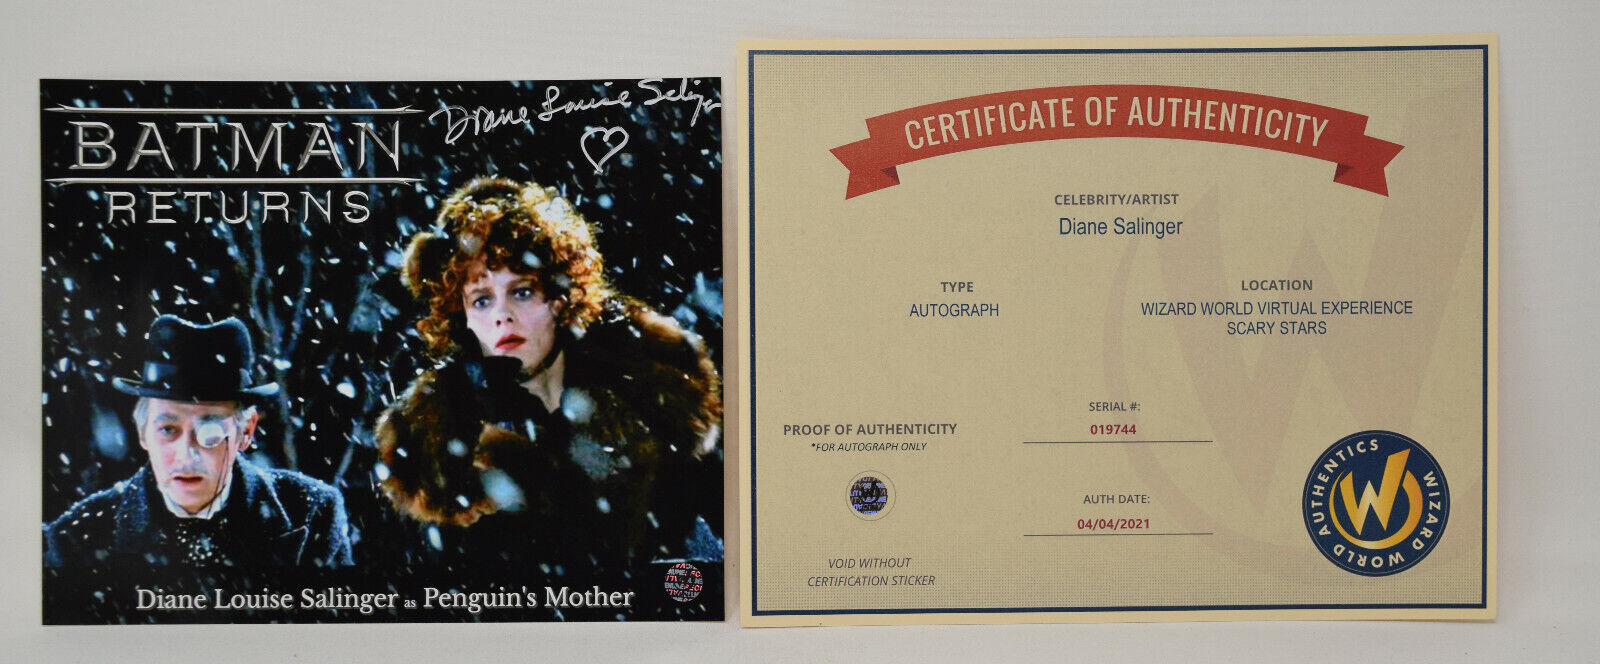 Diane Louise Salinger
BATMAN
RETURNS
Diane Louise Salinger as Penguin's Mother
CERTIFICATE OF AUTHENTICITY
CELEBRITY/ARTIST
Diane Salinger
TYPE
AUTOGRAPH
LOCATION
WIZARD WORLD VIRTUAL EXPERIENCE
SCARY STARS
SERIAL #:
019744
PROOF OF AUTHENTICITY
*FOR AUTOGRAPH ONLY
AUTH DATE:
04/04/2021
VOID WITHOUT
CERTIFICATION STICKER
WIZARD WORLD AUTHENTICS
W